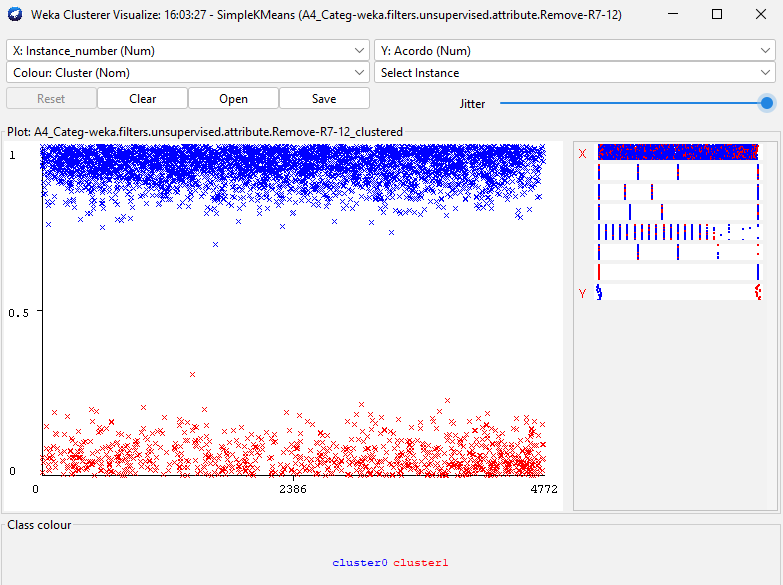 Weka Clusterer Visualize: 16:03:27 - SimpleKMeans (A4_Categ-weka.filters.unsupervised.attribute.Remove-R7-12)
X: Instance_number (Num) Y: Acordo (Num)
Colour: Cluster (Nom) Select Instance
Reset Clear Open Save Jitter
Plot: A4_Categ-weka.filters.unsupervised.attribute.Remove-R7-12_clustered
1
0.5
0
0 2386 4772
X
Y
Class colour
cluster0 cluster1